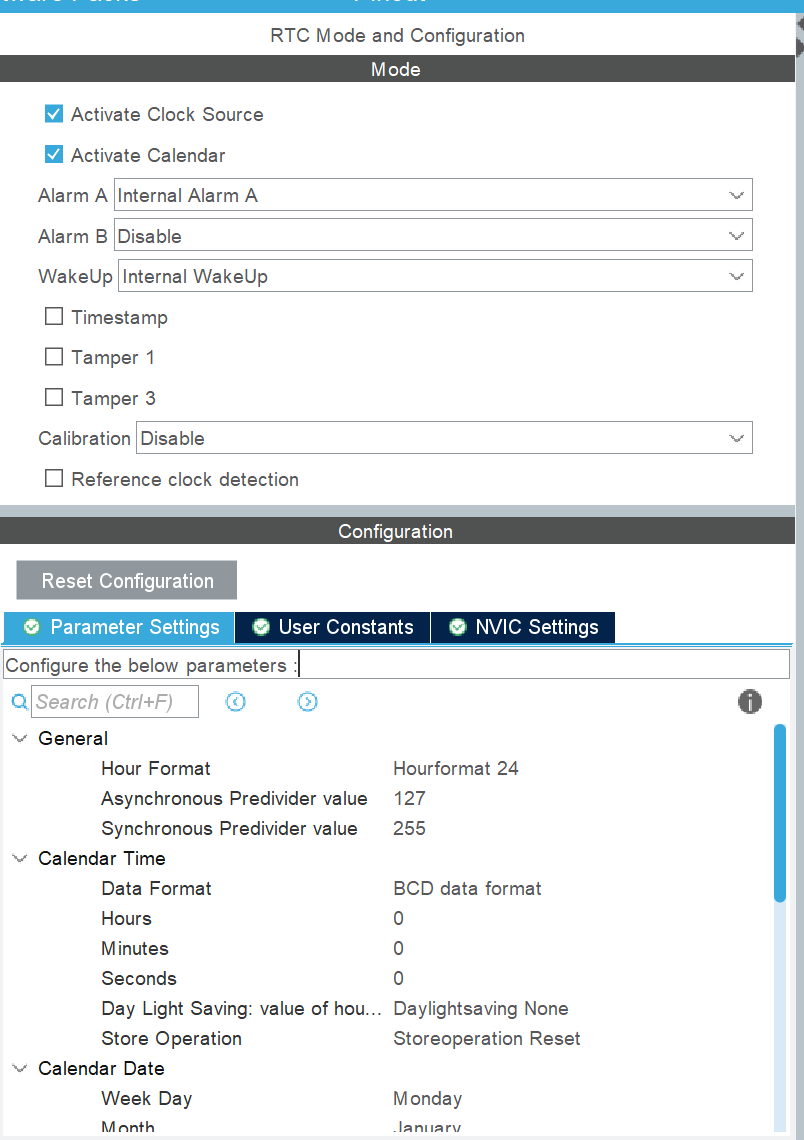 RTC Mode and Configuration
Mode
Activate Clock Source
Activate Calendar
Alarm A Internal Alarm A
Alarm B Disable
WakeUp Internal WakeUp
Timestamp
Tamper 1
Tamper 3
Calibration Disable
Reference clock detection
Configuration
Reset Configuration
Parameter Settings User Constants NVIC Settings
Configure the below parameters :
Search (Ctrl+F)
General
Hour Format Hourformat 24
Asynchronous Predivider value 127
Synchronous Predivider value 255
Calendar Time
Data Format BCD data format
Hours 0
Minutes 0
Seconds 0
Day Light Saving: value of hou... Daylightsaving None
Store Operation Storeoperation Reset
Calendar Date
Week Day Monday
Month January